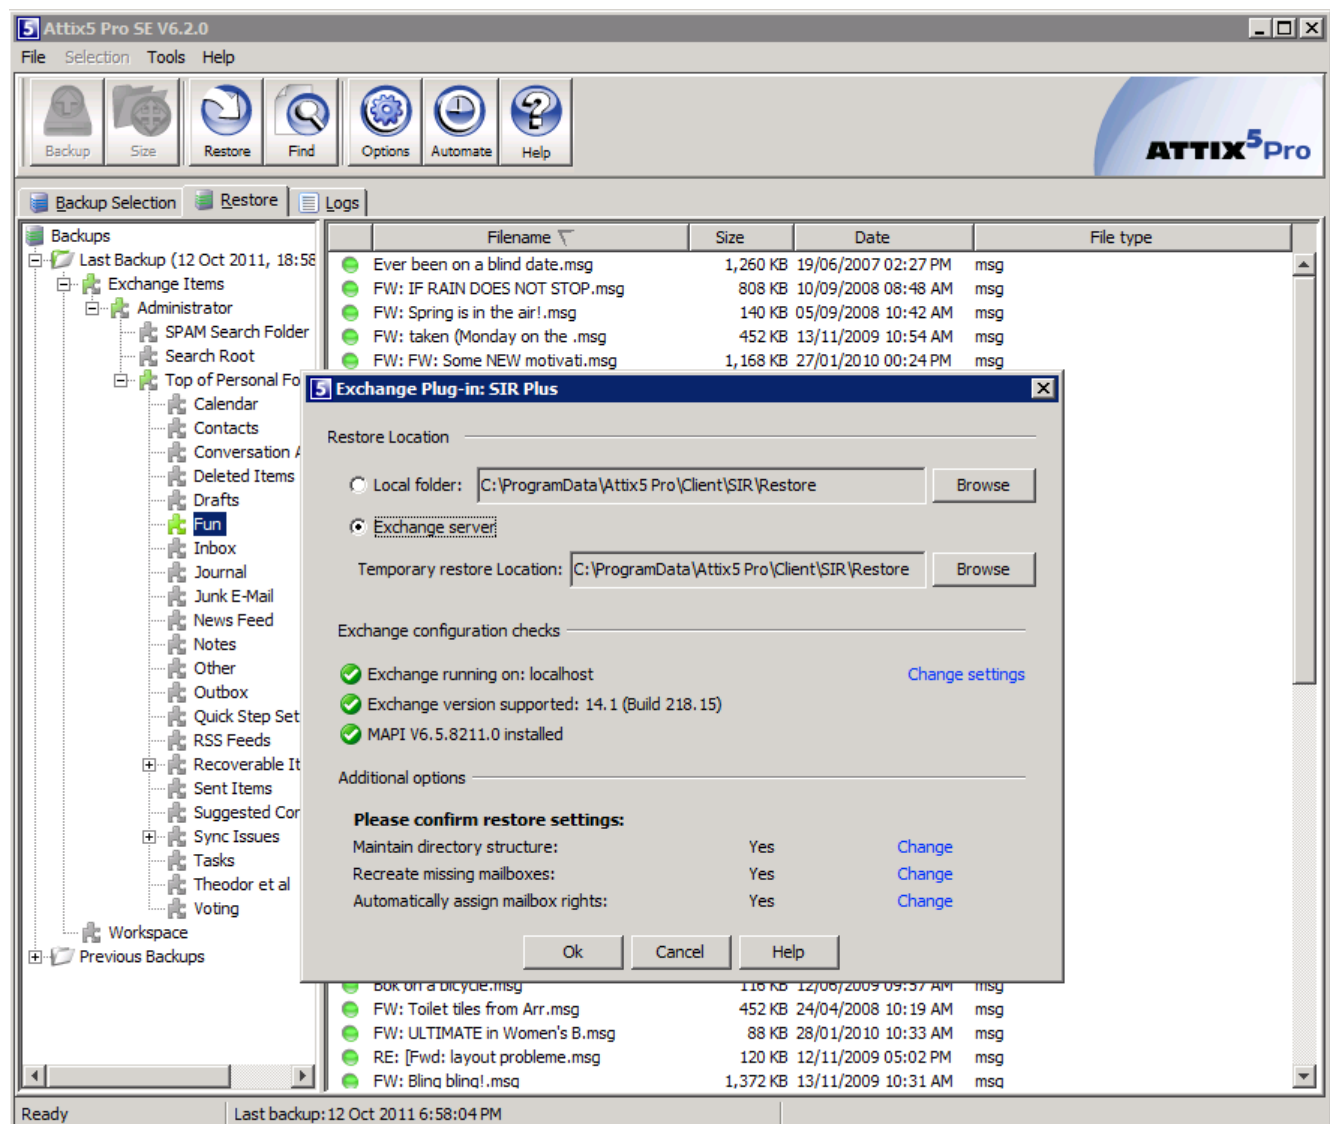 Attix5 Pro SE V6.2.0
File Selection Tools Help
Backup Size Restore Find Options Automate Help
ATTIX5Pro
Backup Selection Restore Logs
Backups
Last Backup (12 Oct 2011, 18:58
Exchange Items
Administrator
SPAM Search Folder
Search Root
Top of Personal Fo
Calendar
Contacts
Conversation A
Deleted Items
Drafts
Fun
Inbox
Journal
Junk E-Mail
News Feed
Notes
Other
Outbox
Quick Step Set
RSS Feeds
Recoverable It
Sent Items
Suggested Cor
Sync Issues
Tasks
Theodor et al
Voting
Workspace
Previous Backups
Filename Size Date File type
Ever been on a blind date.msg 1,260 KB 19/06/2007 02:27 PM msg
FW: IF RAIN DOES NOT STOP.msg 808 KB 10/09/2008 08:48 AM msg
FW: Spring is in the air!.msg 140 KB 05/09/2008 10:42 AM msg
FW: taken (Monday on the .msg 452 KB 13/11/2009 10:54 AM msg
FW: FW: Some NEW motivati.msg 1,168 KB 27/01/2010 00:24 PM msg
5 Exchange Plug-in: SIR Plus
Restore Location
Local folder: C:\ProgramData\Attix5 Pro\Client\SIR\Restore Browse
Exchange server
Temporary restore Location: C:\ProgramData\Attix5 Pro\Client\SIR\Restore Browse
Exchange configuration checks
Exchange running on: localhost Change settings
Exchange version supported: 14.1 (Build 218.15)
MAPI V6.5.8211.0 installed
Additional options
Please confirm restore settings:
Maintain directory structure: Yes Change
Recreate missing mailboxes: Yes Change
Automatically assign mailbox rights: Yes Change
Ok Cancel Help
Bok on a bicycle.msg 116 KB 12/06/2009 09:57 AM msg
FW: Toilet tiles from Arr.msg 452 KB 24/04/2008 10:19 AM msg
FW: ULTIMATE in Women's B.msg 88 KB 28/01/2010 10:33 AM msg
RE: [Fwd: layout probleme.msg 120 KB 12/11/2009 05:02 PM msg
FW: Bling bling!.msg 1,372 KB 13/11/2009 10:31 AM msg
Ready Last backup:12 Oct 2011 6:58:04 PM